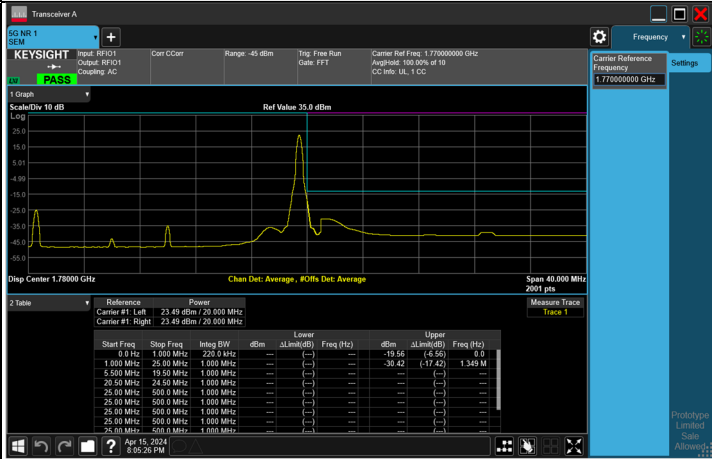 Transceiver A
5G NR 1
SEM
Frequency
KEYSIGHT
Input: RFIO1
Output: RFIO1
Coupling: AC
Corr CCorr
Range: -45 dBm
Trig: Free Run
Gate: FFT
Carrier Ref Freq: 1.770000000 GHz
Avg|Hold: 100.00% of 10
CC Info: UL, 1 CC
PASS
Carrier Reference
Frequency
1.770000000 GHz
Settings
1 Graph
Scale/Div 10 dB
Ref Value 35.0 dBm
Log
25.0
15.0
5.01
-4.99
-15.0
-25.0
-35.0
-45.0
-55.0
Disp Center 1.78000 GHz
Chan Det: Average , #Offs Det: Average
Span 40.000 MHz
2001 pts
2 Table
Reference Power
Carrier #1: Left 23.49 dBm / 20.000 MHz
Carrier #1: Right 23.49 dBm / 20.000 MHz
Measure Trace
Trace 1
Lower Upper
Start Freq Stop Freq Integ BW dBm ΔLimit(dB) Freq (Hz) dBm ΔLimit(dB) Freq (Hz)
0.0 Hz 1.000 MHz 220.0 kHz --- (---) --- -19.56 (-6.56) 0.0
1.000 MHz 25.00 MHz 1.000 MHz --- (---) --- -30.42 (-17.42) 1.349 M
5.500 MHz 19.50 MHz 1.000 MHz --- (---) --- --- (---) ---
20.50 MHz 24.50 MHz 1.000 MHz --- (---) --- --- (---) ---
25.00 MHz 500.0 MHz 1.000 MHz --- (---) --- --- (---) ---
25.00 MHz 500.0 MHz 1.000 MHz --- (---) --- --- (---) ---
25.00 MHz 500.0 MHz 1.000 MHz --- (---) --- --- (---) ---
25.00 MHz 500.0 MHz 1.000 MHz --- (---) --- --- (---) ---
25.00 MHz 500.0 MHz 1.000 MHz --- (---) --- --- (---) ---
Apr 15, 2024
8:05:26 PM
?
Prototype
Limited
Sale
Allowed